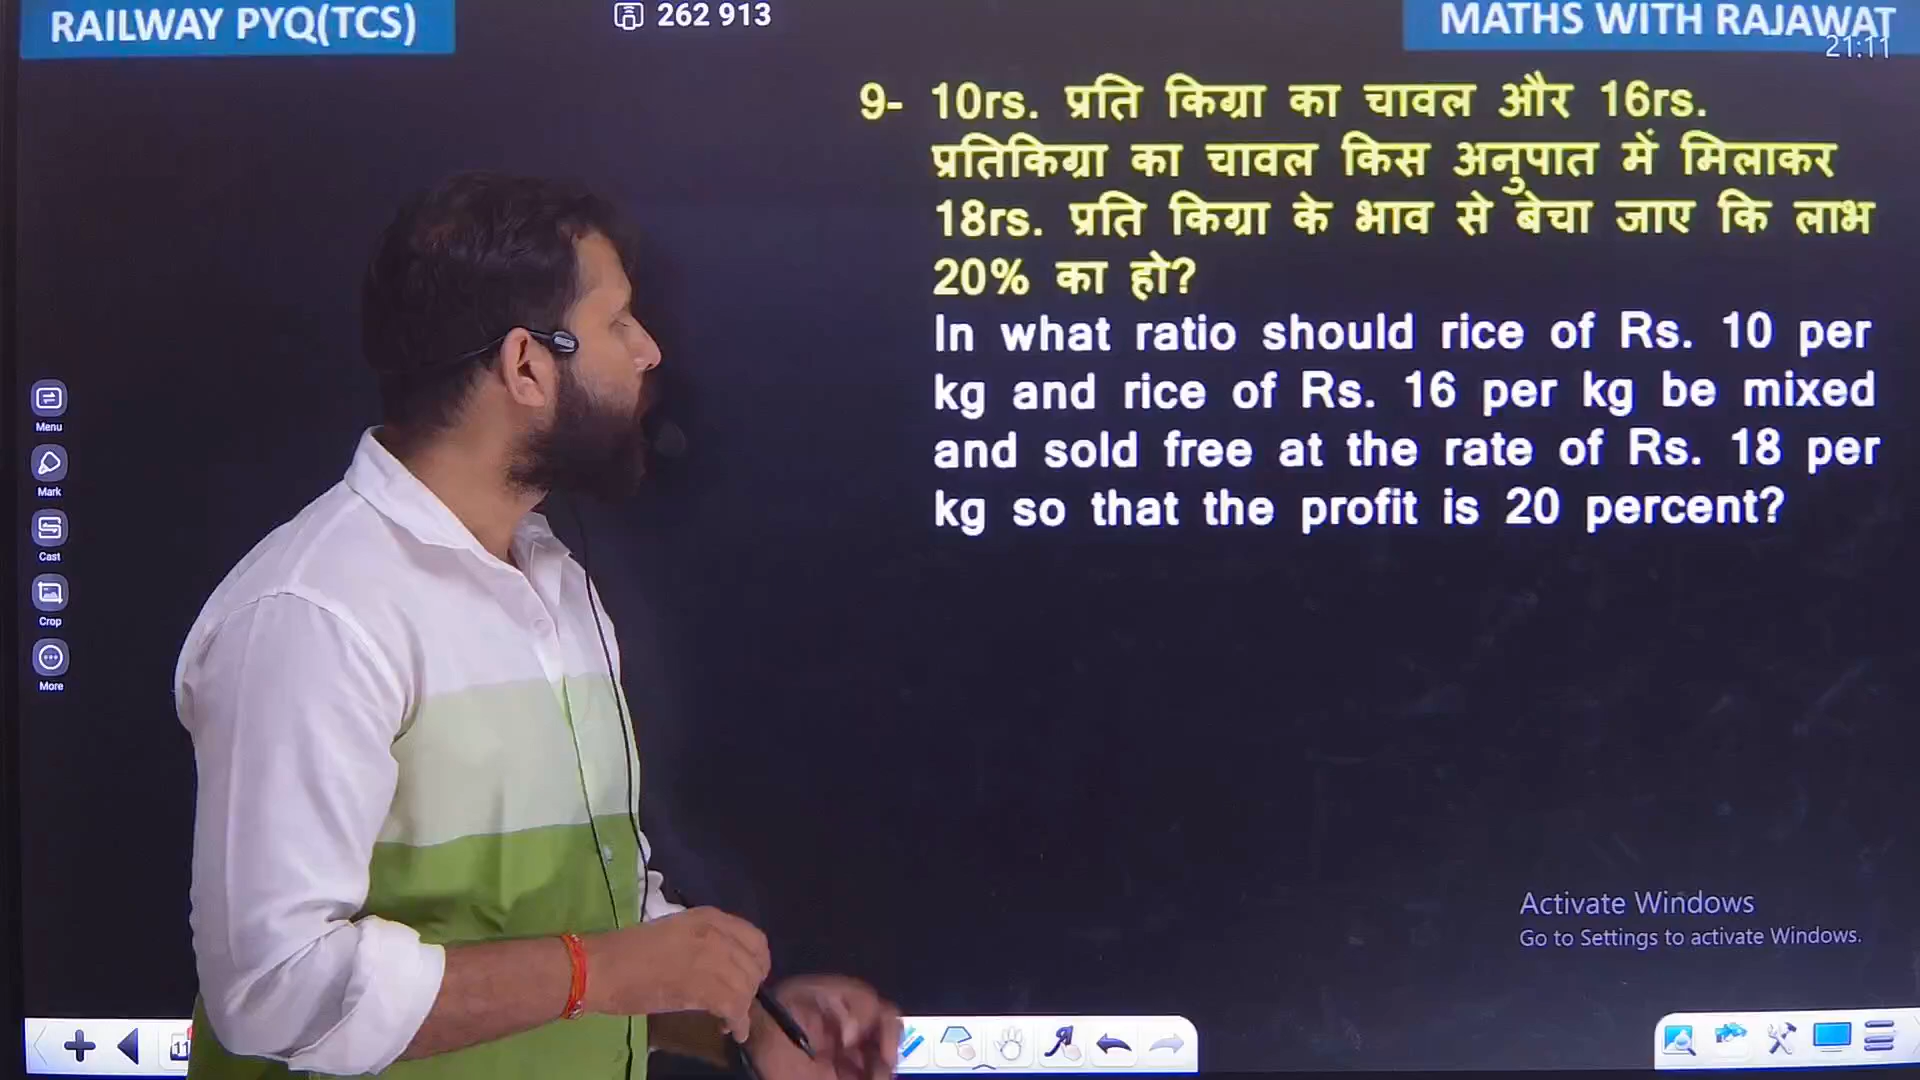 RAILWAY PYQ(TCS)
262 913
MATHS WITH RAJAWAT
21:11
9- 10rs. प्रति किग्रा का चावल और 16rs.
प्रतिकिग्रा का चावल किस अनुपात में मिलाकर
18rs. प्रति किग्रा के भाव से बेचा जाए कि लाभ
20% का हो?
In what ratio should rice of Rs. 10 per
kg and rice of Rs. 16 per kg be mixed
and sold free at the rate of Rs. 18 per
kg so that the profit is 20 percent?
Menu
Mark
Cast
Crop
More
Activate Windows
Go to Settings to activate Windows.
11